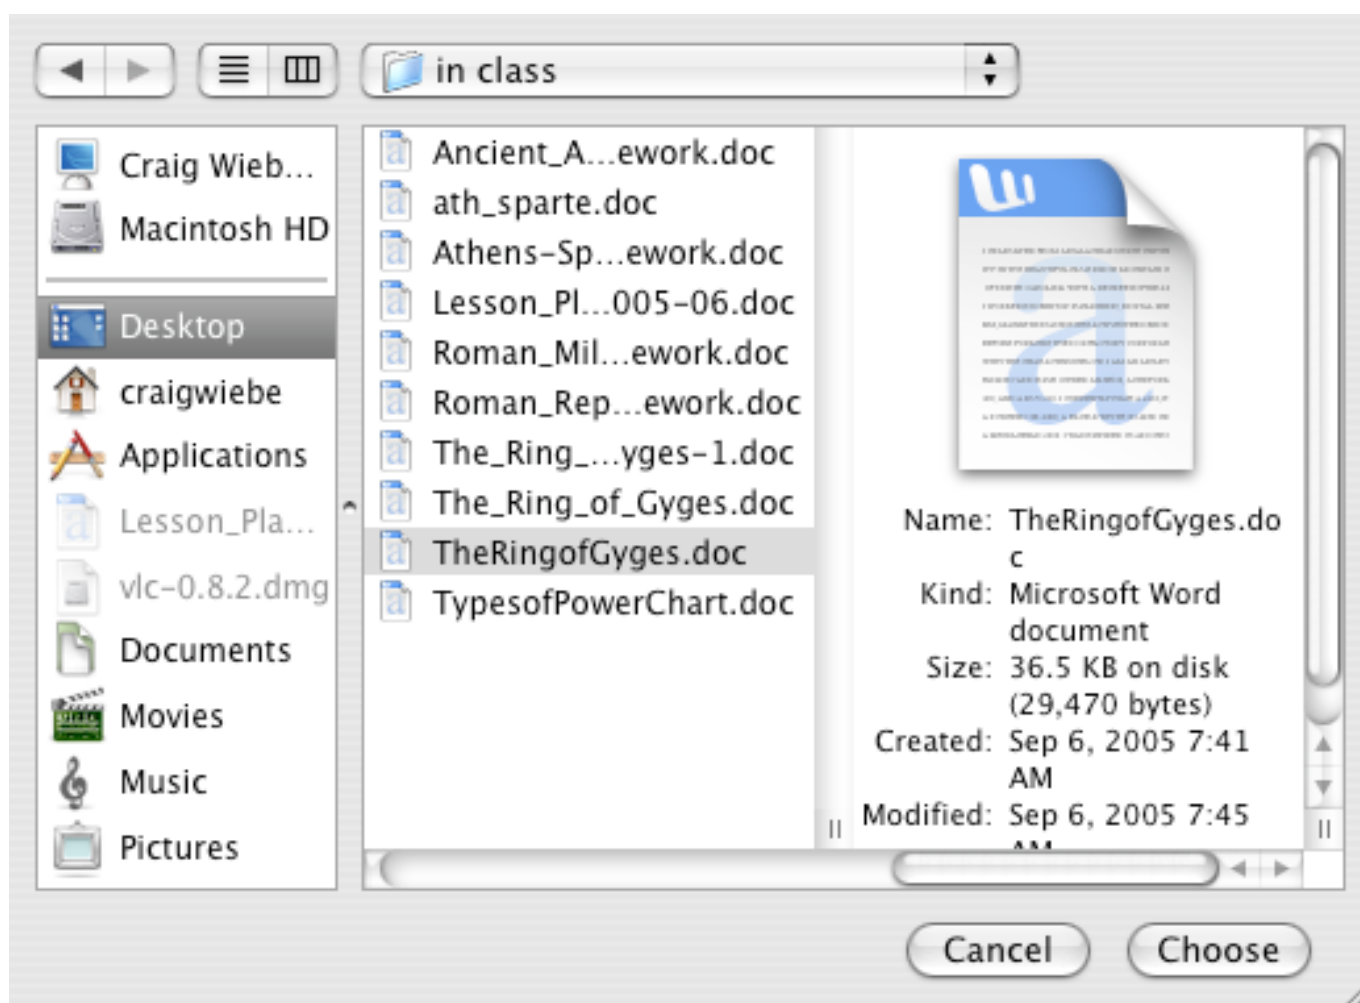 in class
Craig Wieb...
Macintosh HD
Desktop
craigwiebe
Applications
Lesson_Pla...
vlc-0.8.2.dmg
Documents
Movies
Music
Pictures
Ancient_A...ework.doc
ath_sparte.doc
Athens-Sp...ework.doc
Lesson_Pl...005-06.doc
Roman_Mil...ework.doc
Roman_Rep...ework.doc
The_Ring_...yges-1.doc
The_Ring_of_Gyges.doc
TheRingofGyges.doc
TypesofPowerChart.doc
a
Name: TheRingofGyges.do
c
Kind: Microsoft Word
document
Size: 36.5 KB on disk
(29,470 bytes)
Created: Sep 6, 2005 7:41
AM
Modified: Sep 6, 2005 7:45
AM
Cancel
Choose